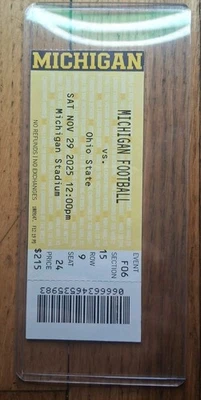 MICHIGAN
MICHIGAN FOOTBALL
vs.
Ohio State
SAT NOV 29 2025 12:00pm
Michigan Stadium
NO REFUNDS | NO EXCHANGES
EVENT F06
SECTION 15
ROW 9
SEAT 24
PRICE $215
066663465535983